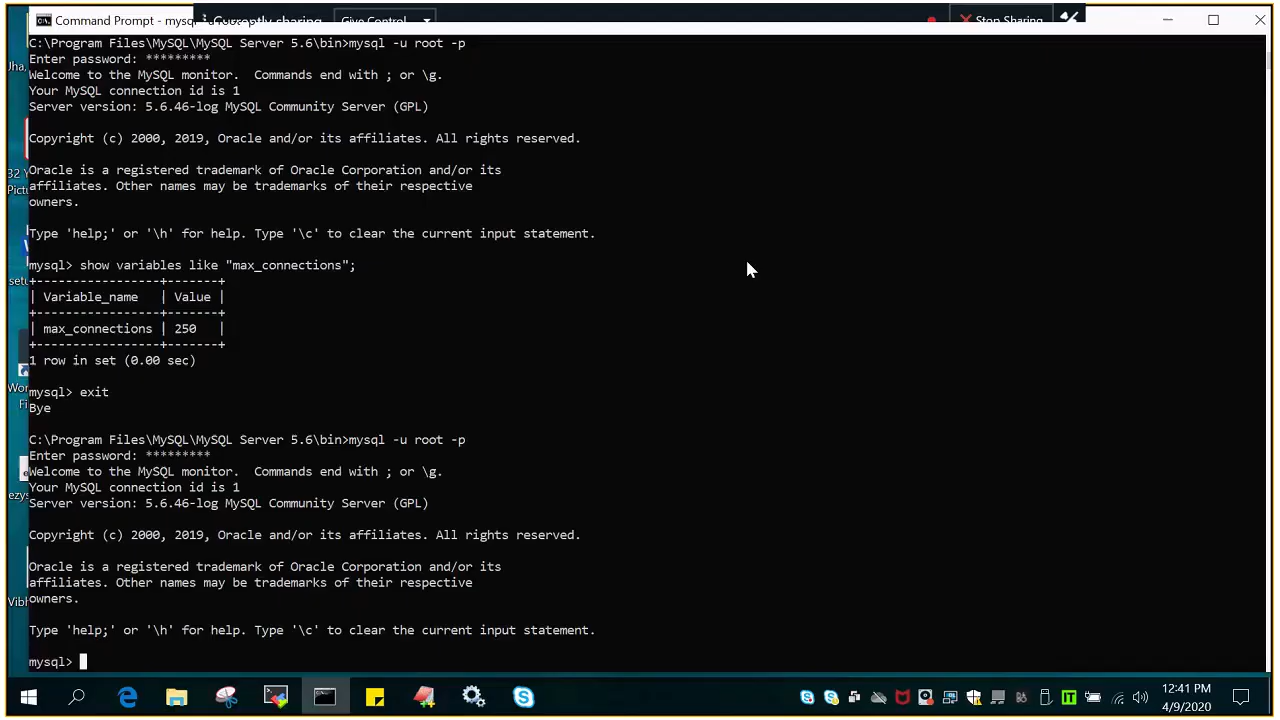 Command Prompt - mysql - u root - p
Currently sharing
Give Control
Stop Sharing
C:\Program Files\MySQL\MySQL Server 5.6\bin>mysql -u root -p
Enter password: *********
Welcome to the MySQL monitor.  Commands end with ; or \g.
Your MySQL connection id is 1
Server version: 5.6.46-log MySQL Community Server (GPL)
Copyright (c) 2000, 2019, Oracle and/or its affiliates. All rights reserved.
Oracle is a registered trademark of Oracle Corporation and/or its
affiliates. Other names may be trademarks of their respective
owners.
Type 'help;' or '\h' for help. Type '\c' to clear the current input statement.
mysql> show variables like "max_connections";
+-----------------+-------+
| Variable_name   | Value |
+-----------------+-------+
| max_connections | 250   |
+-----------------+-------+
1 row in set (0.00 sec)
mysql> exit
Bye
C:\Program Files\MySQL\MySQL Server 5.6\bin>mysql -u root -p
Enter password: *********
Welcome to the MySQL monitor.  Commands end with ; or \g.
Your MySQL connection id is 1
Server version: 5.6.46-log MySQL Community Server (GPL)
Copyright (c) 2000, 2019, Oracle and/or its affiliates. All rights reserved.
Oracle is a registered trademark of Oracle Corporation and/or its
affiliates. Other names may be trademarks of their respective
owners.
Type 'help;' or '\h' for help. Type '\c' to clear the current input statement.
mysql>
Jha,
32 Y
Pict
setu
Wor
Fi
ezys
Vibh
IT
12:41 PM
4/9/2020